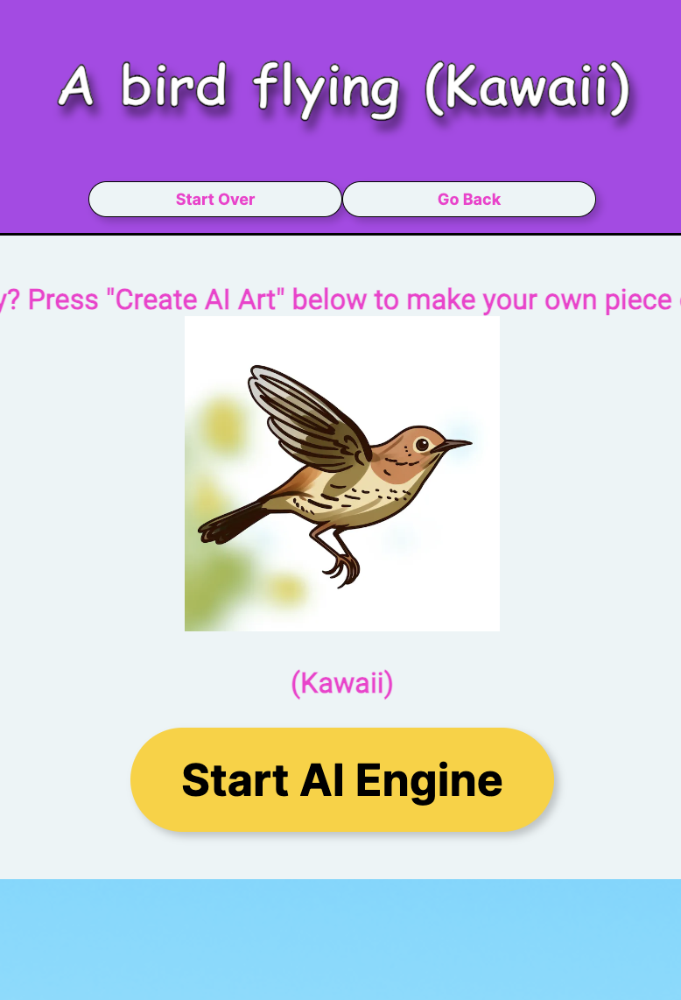 A bird flying (Kawaii)
Start Over
Go Back
? Press "Create AI Art" below to make your own piece
(Kawaii)
Start AI Engine